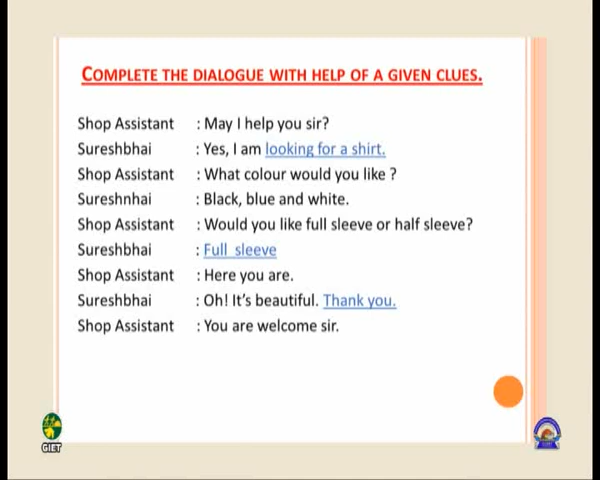 COMPLETE THE DIALOGUE WITH HELP OF A GIVEN CLUES.
Shop Assistant : May I help you sir?
Sureshbhai : Yes, I am looking for a shirt.
Shop Assistant : What colour would you like ?
Sureshnhai : Black, blue and white.
Shop Assistant : Would you like full sleeve or half sleeve?
Sureshbhai : Full sleeve
Shop Assistant : Here you are.
Sureshbhai : Oh! It's beautiful. Thank you.
Shop Assistant : You are welcome sir.
GIET